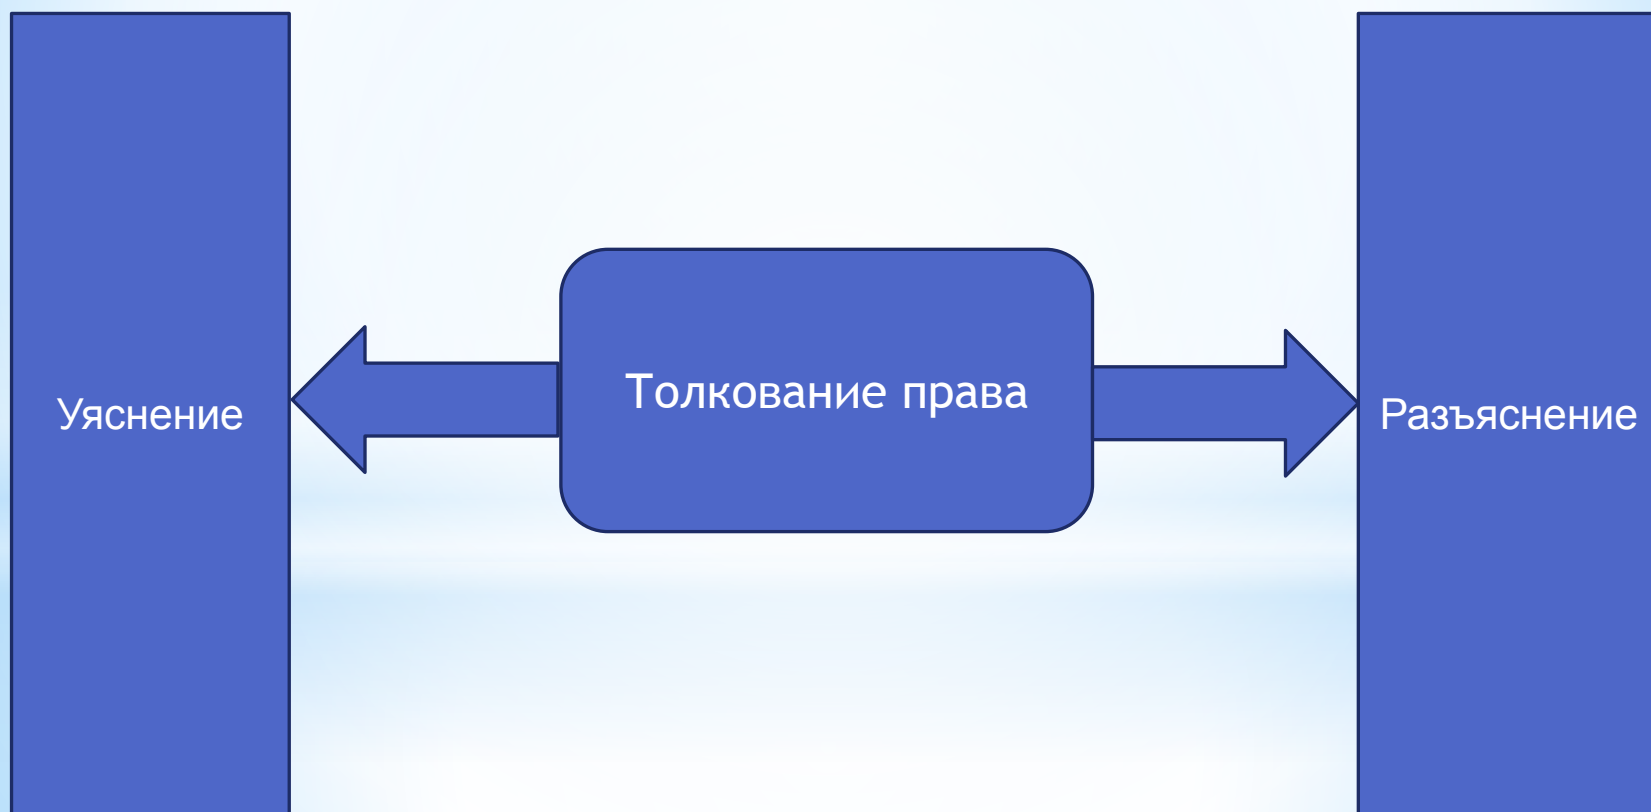 Уяснение
Толкование права
Разъяснение